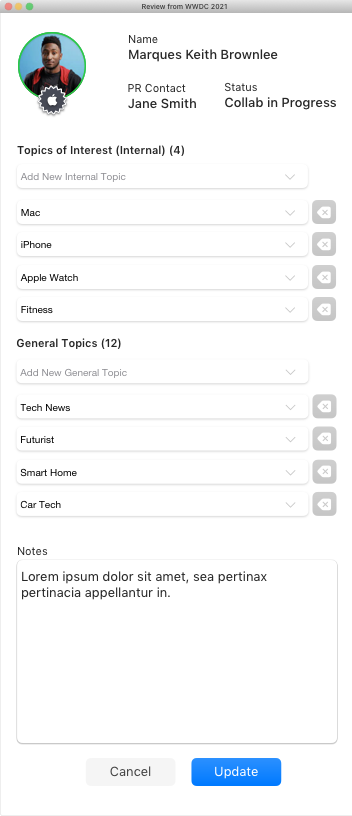 Review from WWDC 2021
Name
Marques Keith Brownlee
PR Contact
Jane Smith
Status
Collab in Progress
Topics of Interest (Internal) (4)
Add New Internal Topic
Mac
iPhone
Apple Watch
Fitness
General Topics (12)
Add New General Topic
Tech News
Futurist
Smart Home
Car Tech
Notes
Lorem ipsum dolor sit amet, sea pertinax
pertinacia appellantur in.
Cancel
Update